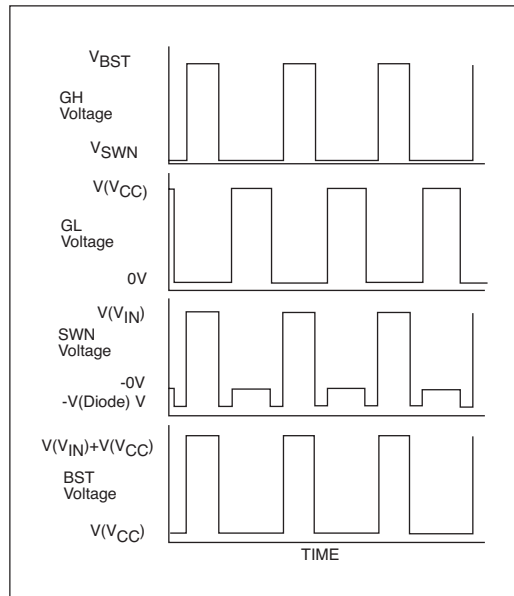 VBST
GH
Voltage
VSWN
V(VCC)
GL
Voltage
0V
V(VIN)
SWN
Voltage
-0V
-V(Diode) V
V(VIN)+V(VCC)
BST
Voltage
V(VCC)
TIME